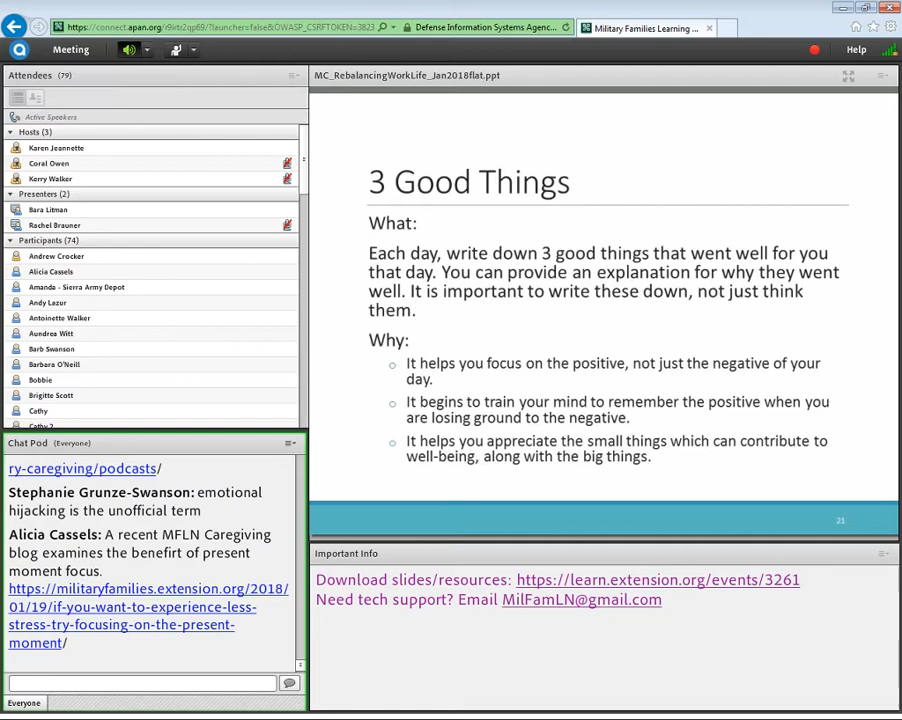 https://connect.apan.org/r9xtz2qp69/?launcher=false&OWASP_CSRFTOKEN=3823
Defense Information Systems Agenc...
Military Families Learning ...
Meeting
Help
Attendees (79)
MC_RebalancingWorkLife_Jan2018flat.ppt
Active Speakers
Hosts (3)
Karen Jeannette
Coral Owen
Kerry Walker
Presenters (2)
Bara Litman
Rachel Brauner
Participants (74)
Andrew Crocker
Alicia Cassels
Amanda - Sierra Army Depot
Andy Lazur
Antoinette Walker
Aundrea Witt
Barb Swanson
Barbara O'Neill
Bobbie
Brigitte Scott
Cathy
Cathy 2
3 Good Things
What:
Each day, write down 3 good things that went well for you
that day. You can provide an explanation for why they went
well. It is important to write these down, not just think
them.
Why:
It helps you focus on the positive, not just the negative of your
day.
It begins to train your mind to remember the positive when you
are losing ground to the negative.
It helps you appreciate the small things which can contribute to
well-being, along with the big things.
21
Chat Pod (Everyone)
ry-caregiving/podcasts/
Stephanie Grunze-Swanson: emotional
hijacking is the unofficial term
Alicia Cassels: A recent MFLN Caregiving
blog examines the benefirt of present
moment focus.
https://militaryfamilies.extension.org/2018/
01/19/if-you-want-to-experience-less-
stress-try-focusing-on-the-present-
moment/
Everyone
Important Info
Download slides/resources: https://learn.extension.org/events/3261
Need tech support? Email MilFamLN@gmail.com